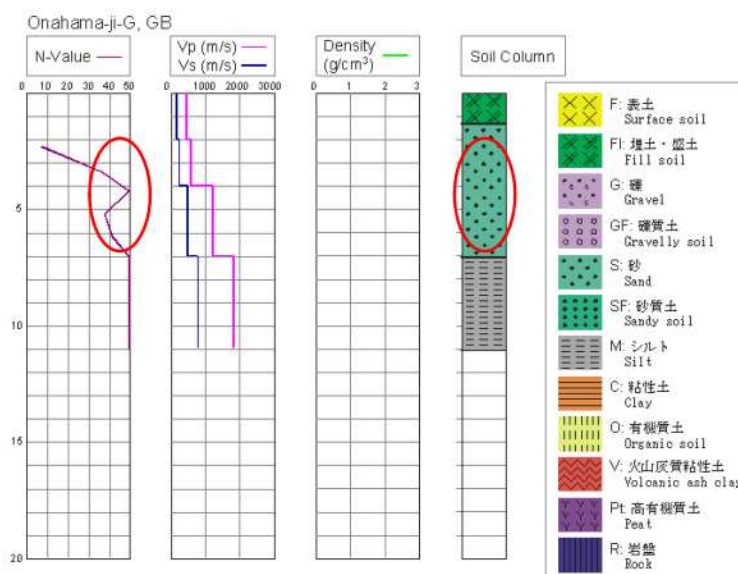 Onahama-ji-G, GB
N-Value
Vp (m/s)
Vs (m/s)
Density
(g/cm³)
Soil Column
0 10 20 30 40 50
0 1000 2000 3000
0 1 2 3
5
10
15
20
F: 表土
Surface soil
FI: 埋土・盛土
Fill soil
G: 礫
Gravel
GF: 礫質土
Gravelly soil
S: 砂
Sand
SF: 砂質土
Sandy soil
M: シルト
Silt
C: 粘性土
Clay
O: 有機質土
Organic soil
V: 火山灰質粘性土
Volcanic ash clay
Pt: 高有機質土
Peat
R: 岩盤
Rock